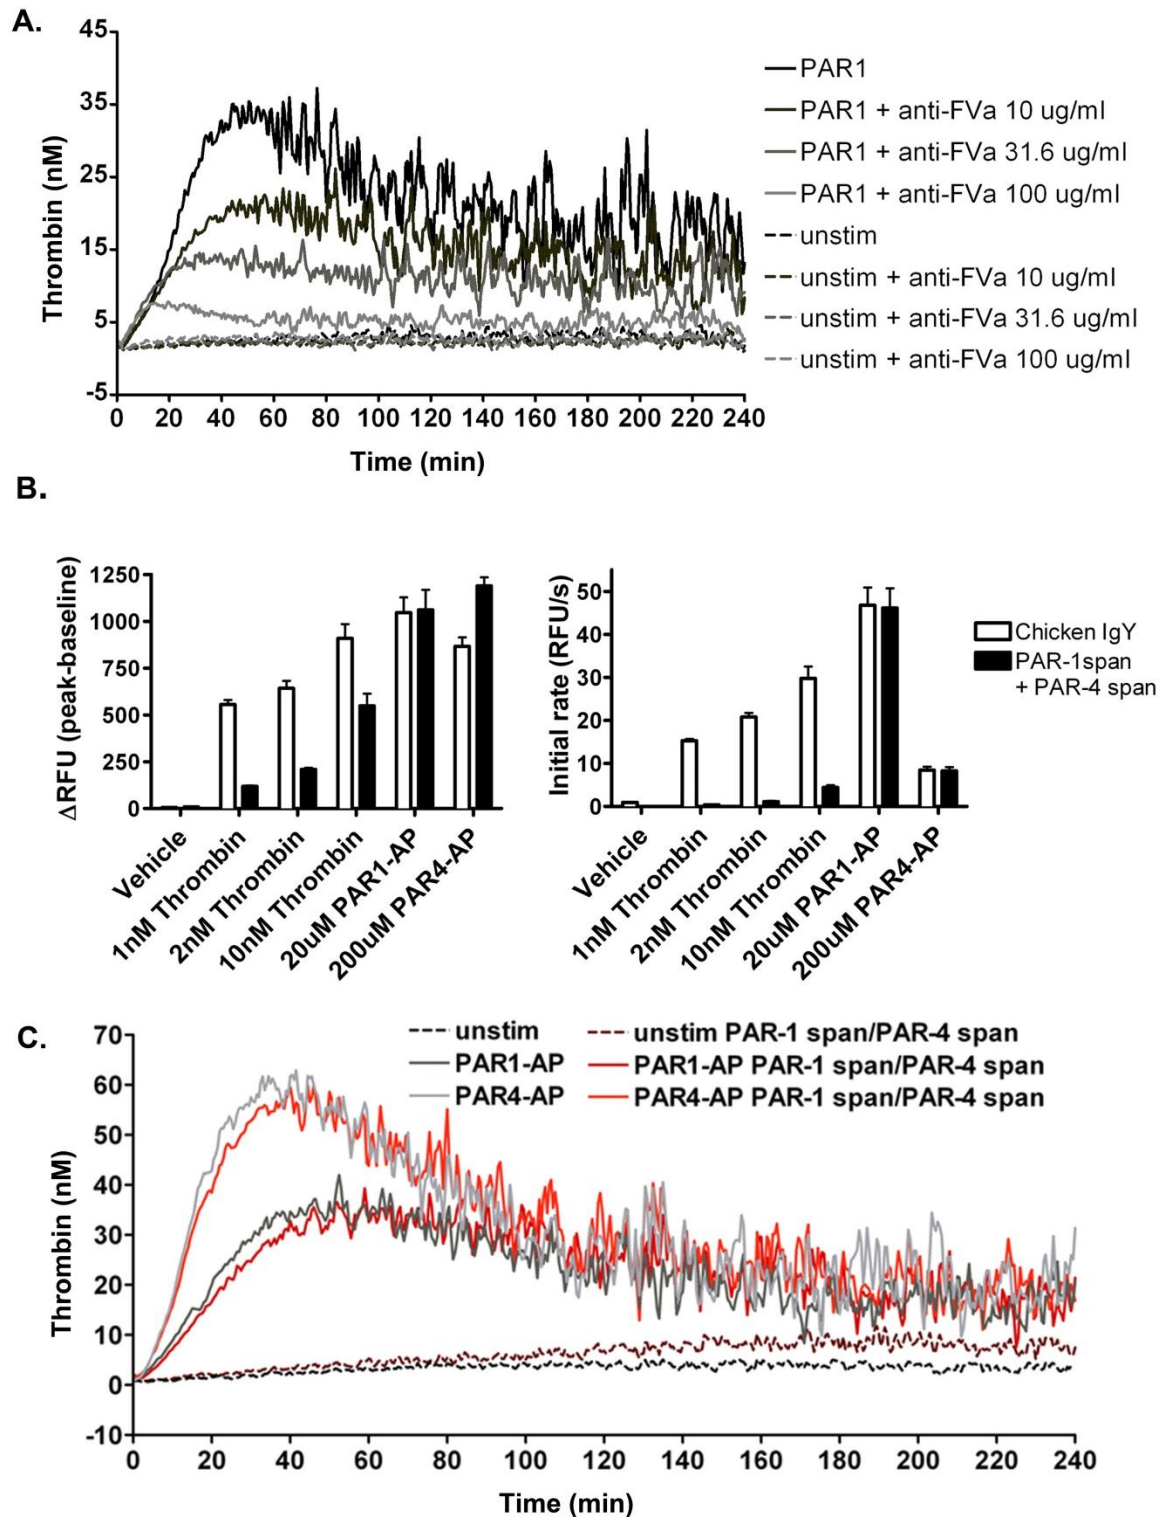 A.
45
35
25
15
5
-5
Thrombin (nM)
0 20 40 60 80 100 120 140 160 180 200 220 240
Time (min)
PAR1
PAR1 + anti-FVa 10 ug/ml
PAR1 + anti-FVa 31.6 ug/ml
PAR1 + anti-FVa 100 ug/ml
unstim
unstim + anti-FVa 10 ug/ml
unstim + anti-FVa 31.6 ug/ml
unstim + anti-FVa 100 ug/ml
B.
1250
1000
750
500
250
0
ΔRFU (peak-baseline)
Vehicle
1nM Thrombin
2nM Thrombin
10nM Thrombin
20uM PAR1-AP
200uM PAR4-AP
50
40
30
20
10
0
Initial rate (RFU/s)
Vehicle
1nM Thrombin
2nM Thrombin
10nM Thrombin
20uM PAR1-AP
200uM PAR4-AP
Chicken IgY
PAR-1span
+ PAR-4 span
C.
70
60
50
40
30
20
10
0
-10
Thrombin (nM)
unstim
PAR1-AP
PAR4-AP
unstim PAR-1 span/PAR-4 span
PAR1-AP PAR-1 span/PAR-4 span
PAR4-AP PAR-1 span/PAR-4 span
0 20 40 60 80 100 120 140 160 180 200 220 240
Time (min)